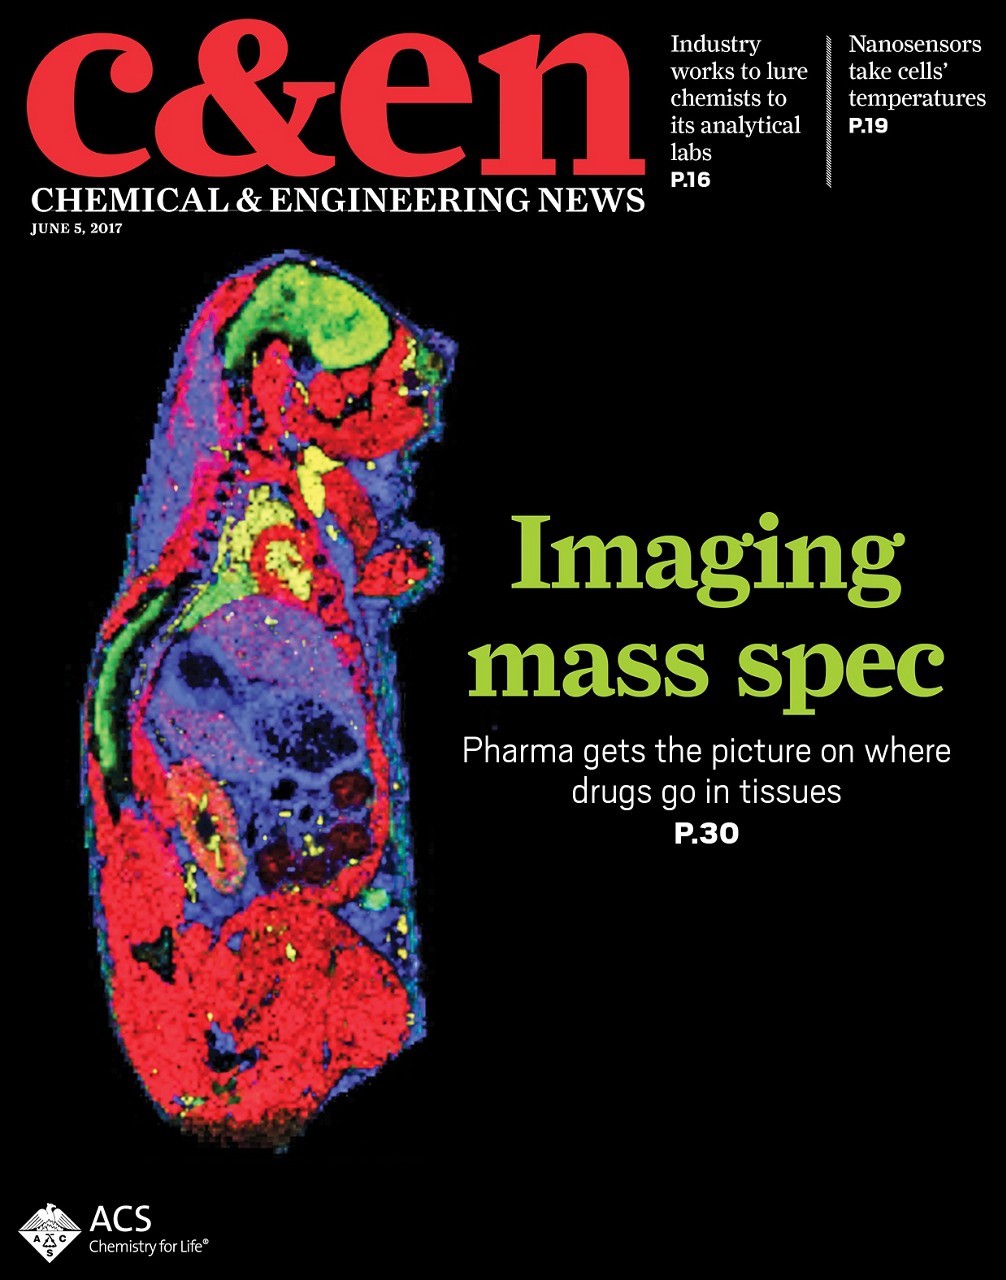 c&en
CHEMICAL & ENGINEERING NEWS
JUNE 5, 2017
Industry
works to lure
chemists to
its analytical
labs
P.16
Nanosensors
take cells’
temperatures
P.19
Imaging
mass spec
Pharma gets the picture on where
drugs go in tissues
P.30
A C
S
ACS
Chemistry for Life®